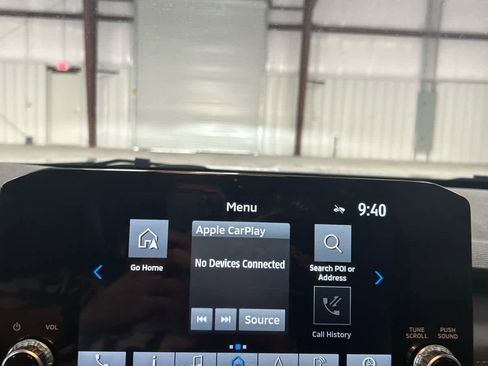 Menu
9:40
Apple CarPlay
No Devices Connected
Source
Go Home
Search POI or
Address
Call History
VOL
TUNE
SCROLL
PUSH
SOUND